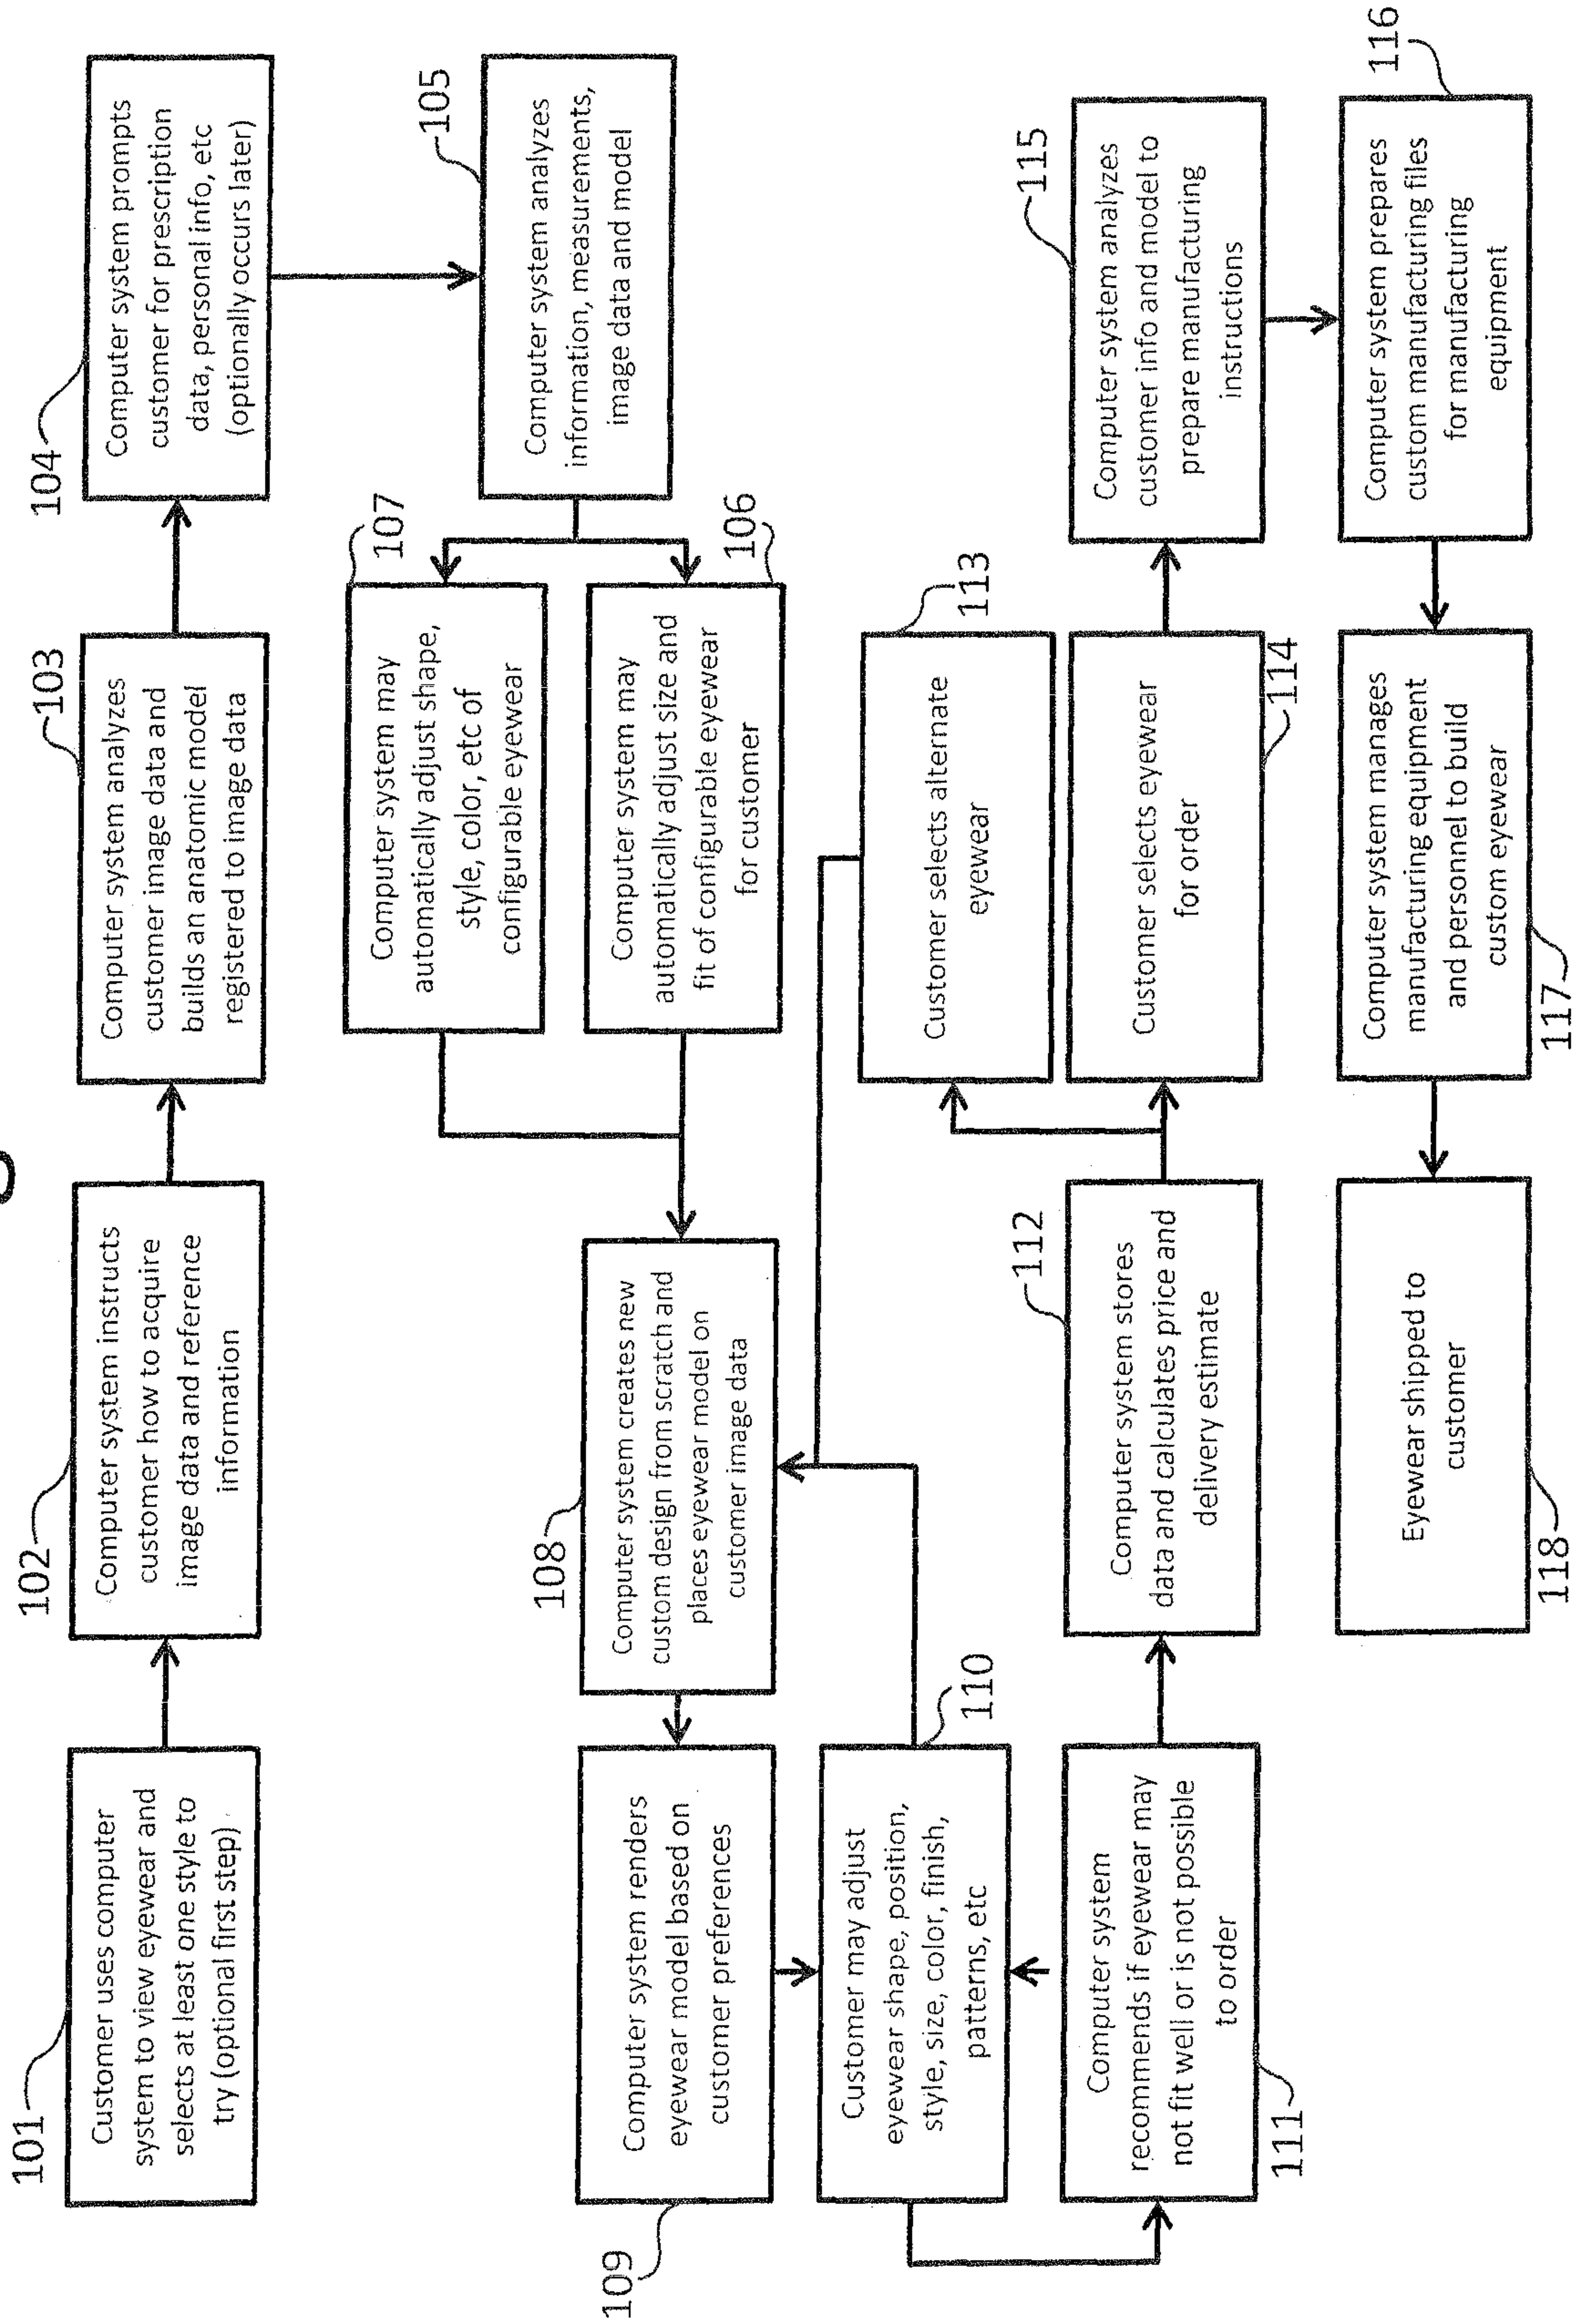 101
Customer uses computer
system to view eyewear and
selects at least one style to
try (optional first step)
102
Computer system instructs
customer how to acquire
image data and reference
information
103
Computer system analyzes
customer image data and
builds an anatomic model
registered to image data
104
Computer system prompts
customer for prescription
data, personal info, etc
(optionally occurs later)
105
Computer system analyzes
information, measurements,
image data and model
107
Computer system may
automatically adjust shape,
style, color, etc of
configurable eyewear
106
Computer system may
automatically adjust size and
fit of configurable eyewear
for customer
108
Computer system creates new
custom design from scratch and
places eyewear model on
customer image data
109
Computer system renders
eyewear model based on
customer preferences
110
Customer may adjust
eyewear shape, position,
style, size, color, finish,
patterns, etc
111
Computer system
recommends if eyewear may
not fit well or is not possible
to order
112
Computer system stores
data and calculates price and
delivery estimate
113
Customer selects alternate
eyewear
114
Customer selects eyewear
for order
115
Computer system analyzes
customer info and model to
prepare manufacturing
instructions
116
Computer system prepares
custom manufacturing files
for manufacturing
equipment
117
Computer system manages
manufacturing equipment
and personnel to build
custom eyewear
118
Eyewear shipped to
customer